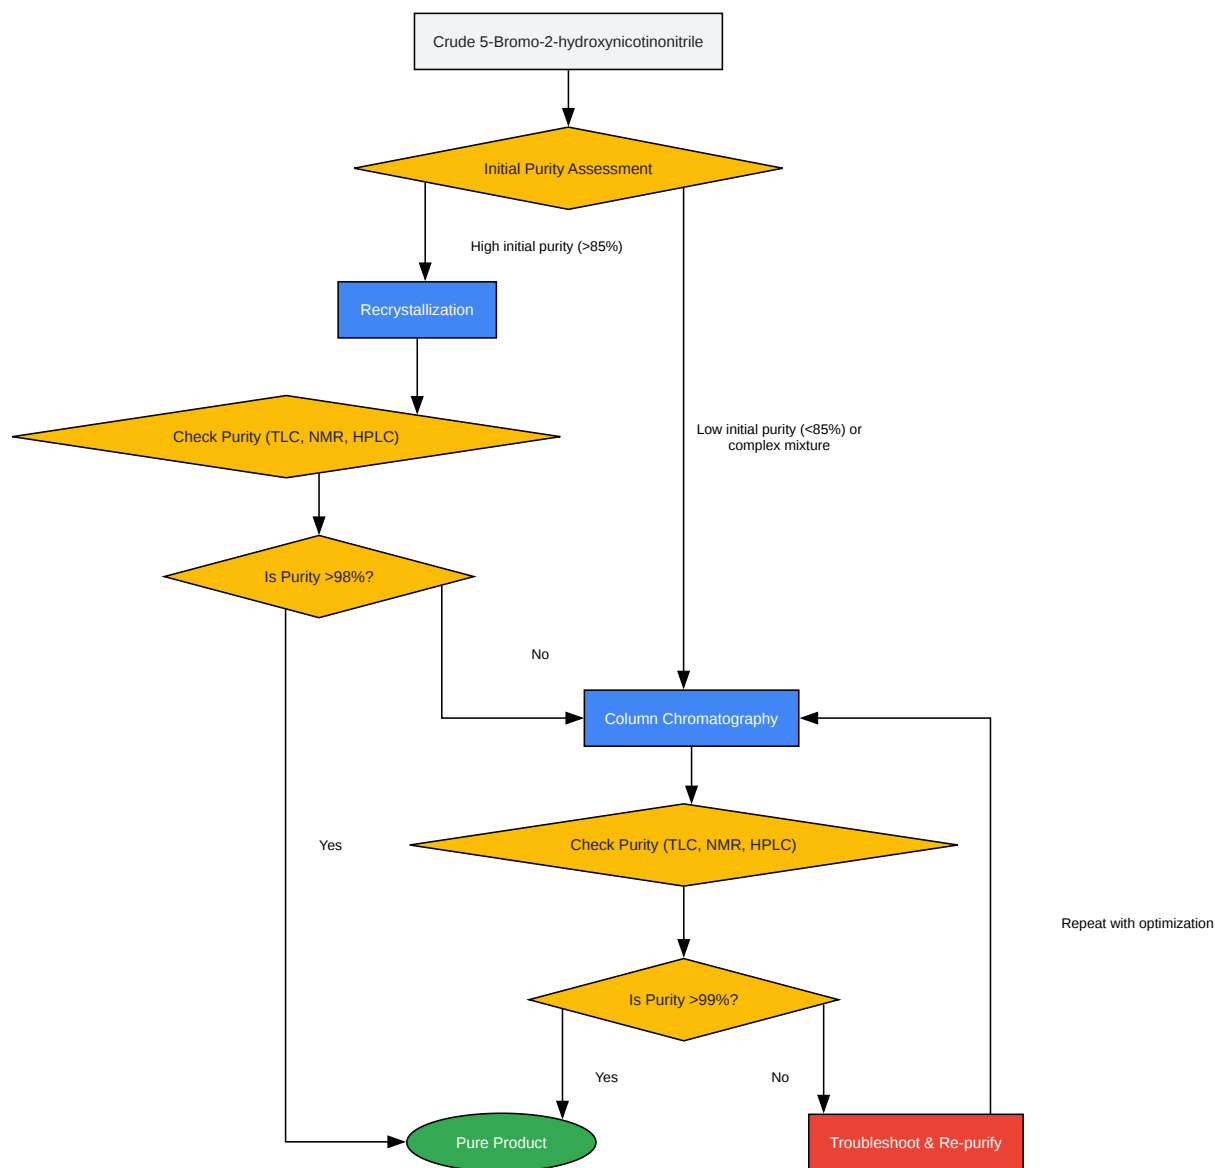 Crude 5-Bromo-2-hydroxynicotinonitrile
Initial Purity Assessment
High initial purity (>85%)
Recrystallization
Low initial purity (<85%) or
complex mixture
Check Purity (TLC, NMR, HPLC)
Is Purity >98%?
No
Column Chromatography
Yes
Check Purity (TLC, NMR, HPLC)
Repeat with optimization
Is Purity >99%?
Yes
No
Pure Product
Troubleshoot & Re-purify